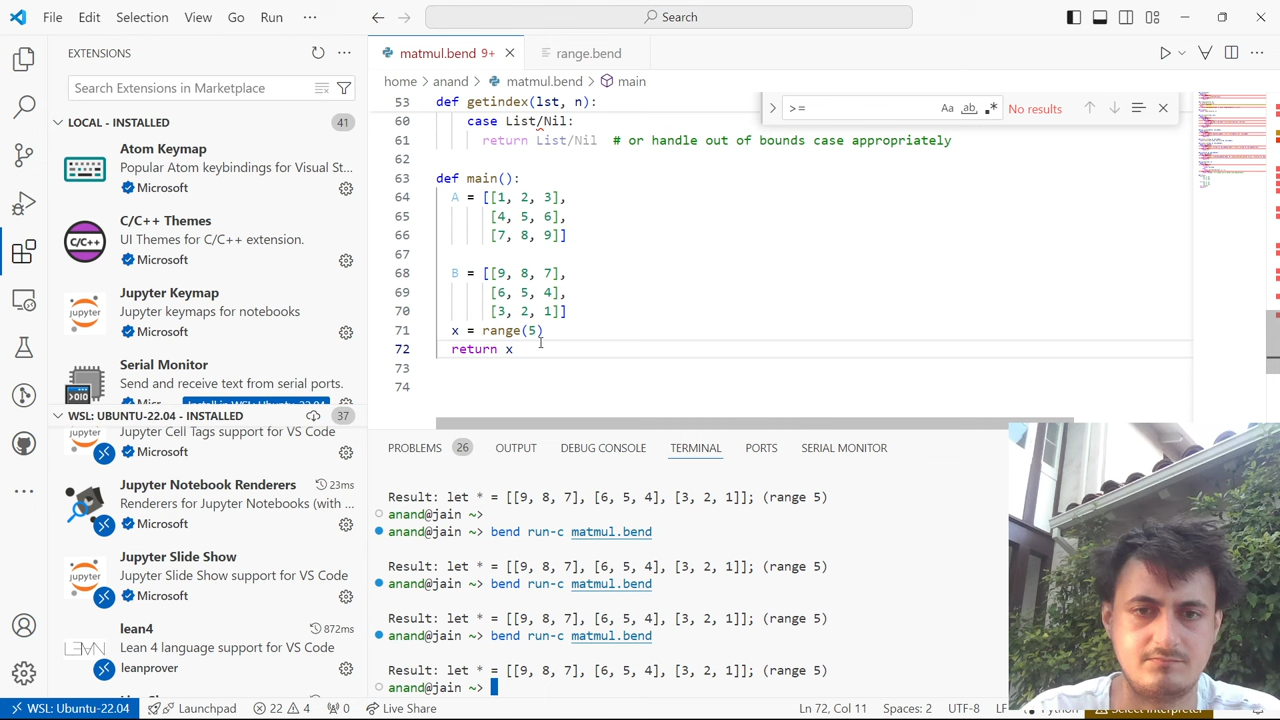 File Edit Selection View Go Run ··· Search
EXTENSIONS
Search Extensions in Marketplace
LOCAL - INSTALLED 41
Atom Keymap
Popular Atom keybindings for Visual S
Microsoft
C/C++ Themes
UI Themes for C/C++ extension.
Microsoft
Jupyter Keymap
Jupyter keymaps for notebooks
Microsoft
Serial Monitor
Send and receive text from serial ports.
Install in WSL: Ubuntu-22.04
WSL: UBUNTU-22.04 - INSTALLED 37
Jupyter Cell Tags support for VS Code
Microsoft
Jupyter Notebook Renderers 23ms
Renderers for Jupyter Notebooks (with ...
Microsoft
Jupyter Slide Show
Jupyter Slide Show support for VS Code
Microsoft
lean4 872ms
Lean 4 language support for VS Code
leanprover
matmul.bend 9+ range.bend
home > anand > matmul.bend > main
>= ab, No results
53 def getindex(lst, n):
60 case List/Nil:
61 return List/Nil # or handle out of bounds case appropriately
62
63 def main()
64 A = [[1, 2, 3],
65 [4, 5, 6],
66 [7, 8, 9]]
67
68 B = [[9, 8, 7],
69 [6, 5, 4],
70 [3, 2, 1]]
71 x = range(5)
72 return x
73
74
PROBLEMS 26 OUTPUT DEBUG CONSOLE TERMINAL PORTS SERIAL MONITOR
Result: let * = [[9, 8, 7], [6, 5, 4], [3, 2, 1]]; (range 5)
anand@jain ~>
anand@jain ~> bend run-c matmul.bend
Result: let * = [[9, 8, 7], [6, 5, 4], [3, 2, 1]]; (range 5)
anand@jain ~> bend run-c matmul.bend
Result: let * = [[9, 8, 7], [6, 5, 4], [3, 2, 1]]; (range 5)
anand@jain ~> bend run-c matmul.bend
Result: let * = [[9, 8, 7], [6, 5, 4], [3, 2, 1]]; (range 5)
anand@jain ~>
WSL: Ubuntu-22.04 Launchpad 22 4 0 Live Share Ln 72, Col 11 Spaces: 2 UTF-8 LF Python Select Interpreter